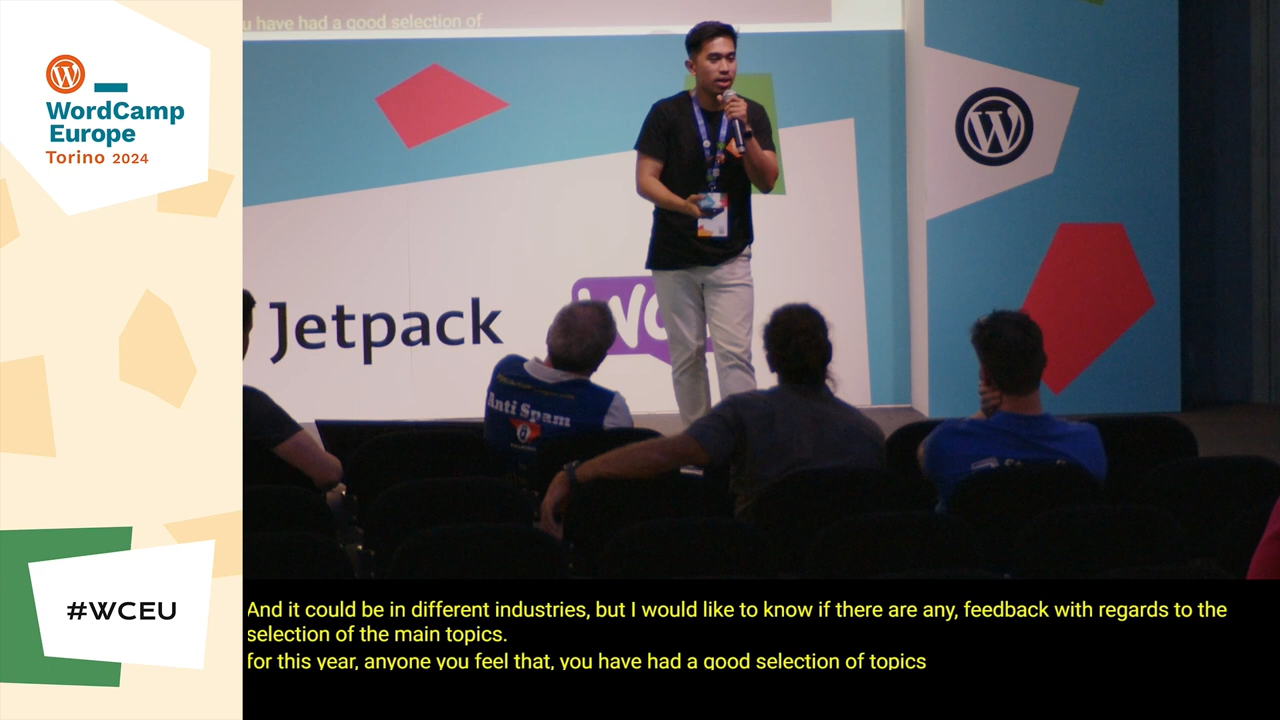 u have had a good selection of
WordCamp
Europe
Torino 2024
Jetpack
Woo
Anti Spam
#WCEU
And it could be in different industries, but I would like to know if there are any, feedback with regards to the
selection of the main topics.
for this year, anyone you feel that, you have had a good selection of topics